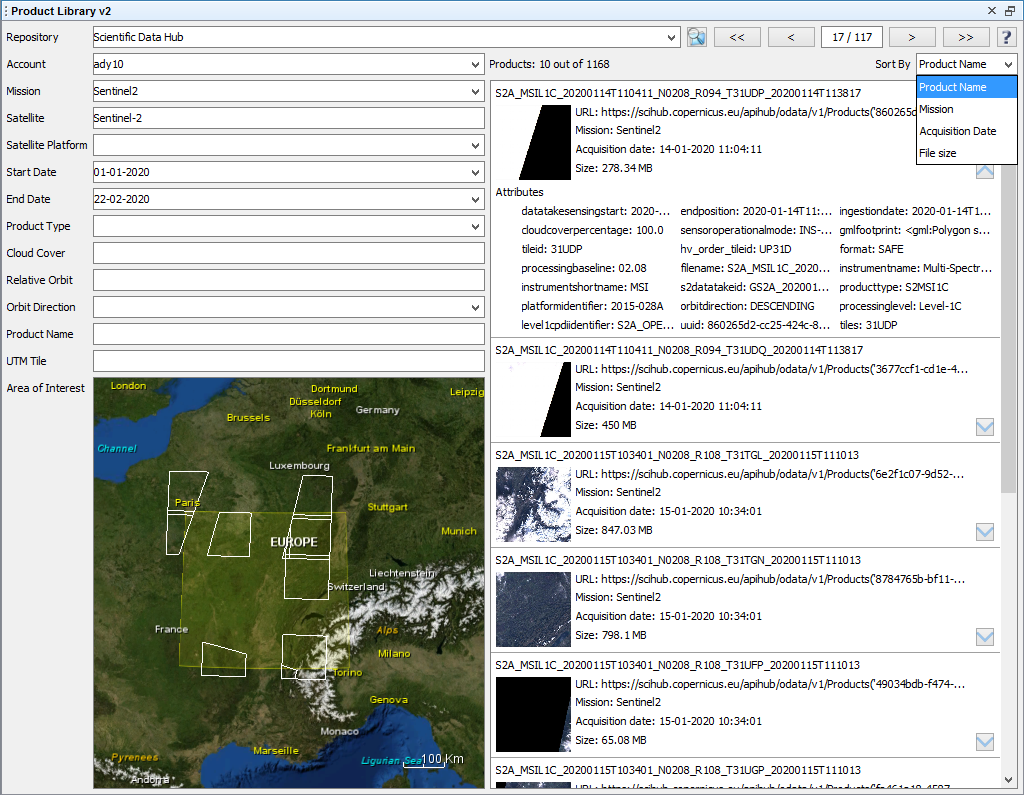 Product Library v2
Repository
Scientific Data Hub
<<
<
17 / 117
>
>>
?
Account
ady10
Products: 10 out of 1168
Sort By
Product Name
Product Name
Mission
Acquisition Date
File size
Mission
Sentinel2
Satellite
Sentinel-2
Satellite Platform
Start Date
01-01-2020
End Date
22-02-2020
Product Type
Cloud Cover
Relative Orbit
Orbit Direction
Product Name
UTM Tile
Area of Interest
London
Dortmund
Düsseldorf
Köln
Leipzig
Brussels
Germany
Channel
Frankfurt am Main
Luxembourg
Paris
Stuttgart
Munich
EUROPE
Liechtenstein
Switzerland
France
Alps
Milano
Torino
Genova
Monaco
Marseille
Ligurian Sea
100 Km
Pyrenees
Andorra
S2A_MSIL1C_20200114T110411_N0208_R094_T31UDP_20200114T113817
URL: https://scihub.copernicus.eu/apihub/odata/v1/Products('860265
Mission: Sentinel2
Acquisition date: 14-01-2020 11:04:11
Size: 278.34 MB
Attributes
datatakesensingstart: 2020-... endposition: 2020-01-14T11:... ingestiondate: 2020-01-14T1...
cloudcoverpercentage: 100.0 sensoroperationalmode: INS-... gmlfootprint: <gml:Polygon s...
tileid: 31UDP hv_order_tileid: UP31D format: SAFE
processingbaseline: 02.08 filename: S2A_MSIL1C_2020... instrumentname: Multi-Spectr...
instrumentshortname: MSI s2datatakeid: GS2A_202001... producttype: S2MSI1C
platformidentifier: 2015-028A orbitdirection: DESCENDING processinglevel: Level-1C
level1cpdiidentifier: S2A_OPE... uuid: 860265d2-cc25-424c-8... tiles: 31UDP
S2A_MSIL1C_20200114T110411_N0208_R094_T31UDQ_20200114T113817
URL: https://scihub.copernicus.eu/apihub/odata/v1/Products('3677ccf1-cd1e-4...
Mission: Sentinel2
Acquisition date: 14-01-2020 11:04:11
Size: 450 MB
S2A_MSIL1C_20200115T103401_N0208_R108_T31TGL_20200115T111013
URL: https://scihub.copernicus.eu/apihub/odata/v1/Products('6e2f1c07-9d52-...
Mission: Sentinel2
Acquisition date: 15-01-2020 10:34:01
Size: 847.03 MB
S2A_MSIL1C_20200115T103401_N0208_R108_T31TGN_20200115T111013
URL: https://scihub.copernicus.eu/apihub/odata/v1/Products('8784765b-bf11-...
Mission: Sentinel2
Acquisition date: 15-01-2020 10:34:01
Size: 798.1 MB
S2A_MSIL1C_20200115T103401_N0208_R108_T31UFP_20200115T111013
URL: https://scihub.copernicus.eu/apihub/odata/v1/Products('49034bdb-f474-...
Mission: Sentinel2
Acquisition date: 15-01-2020 10:34:01
Size: 65.08 MB
S2A_MSIL1C_20200115T103401_N0208_R108_T31UGP_20200115T111013